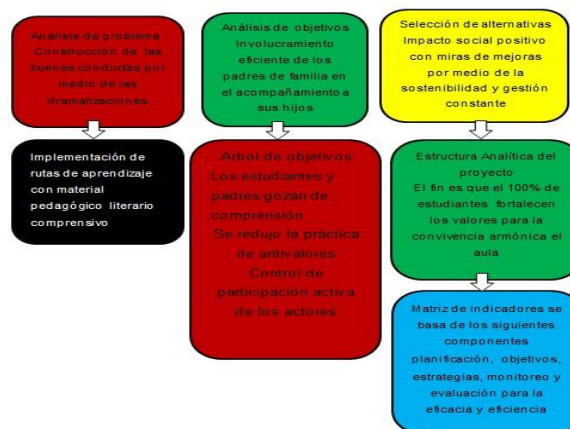 Análisis de problema
Construcción de las
buenas conductas por
medio de las
dramatizaciones
Implementación de
rutas de aprendizaje
con material
pedagógico literario
comprensivo
Análisis de objetivos
Involucramiento
eficiente de los
padres de familia en
el acompañamiento a
sus hijos
Árbol de objetivos
Los estudiantes y
padres gozan de
comprensión
Se redujo la práctica
de antivalores
Control de
participación activa
de los actores
Selección de alternativas
Impacto social positivo
con miras de mejoras
por medio de la
sostenibilidad y gestión
constante
Estructura Analítica del
proyecto
El fin es que el 100% de
estudiantes fortalecen
los valores para la
convivencia armónica el
aula
Matriz de indicadores se
basa de los siguientes
componentes
planificación, objetivos,
estrategias, monitoreo y
evaluación para la
eficacia y eficiencia